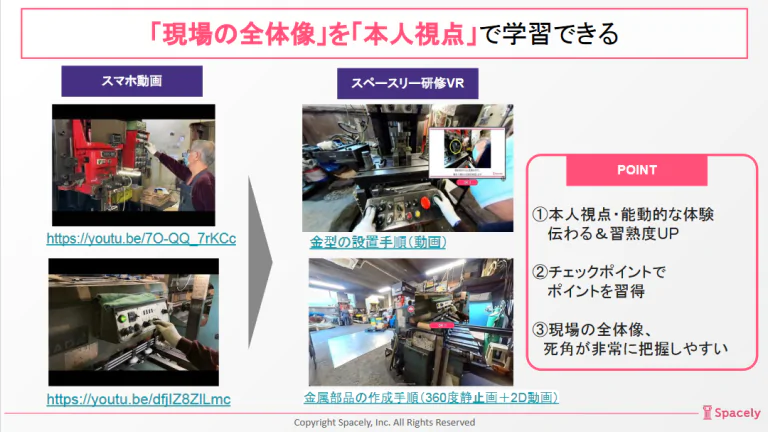 「現場の全体像」を「本人視点」で学習できる
スマホ動画
スペースリー研修VR
https://youtu.be/7O-QQ_7rKCc
金型の設置手順(動画)
https://youtu.be/dfjIZ8ZlLmc
金属部品の作成手順(360度静止画+2D動画)
POINT
①本人視点・能動的な体験
伝わる＆習熟度UP
②チェックポイントで
ポイントを習得
③現場の全体像、
死角が非常に把握しやすい
Spacely
Copyright Spacely, Inc. All Rights Reserved